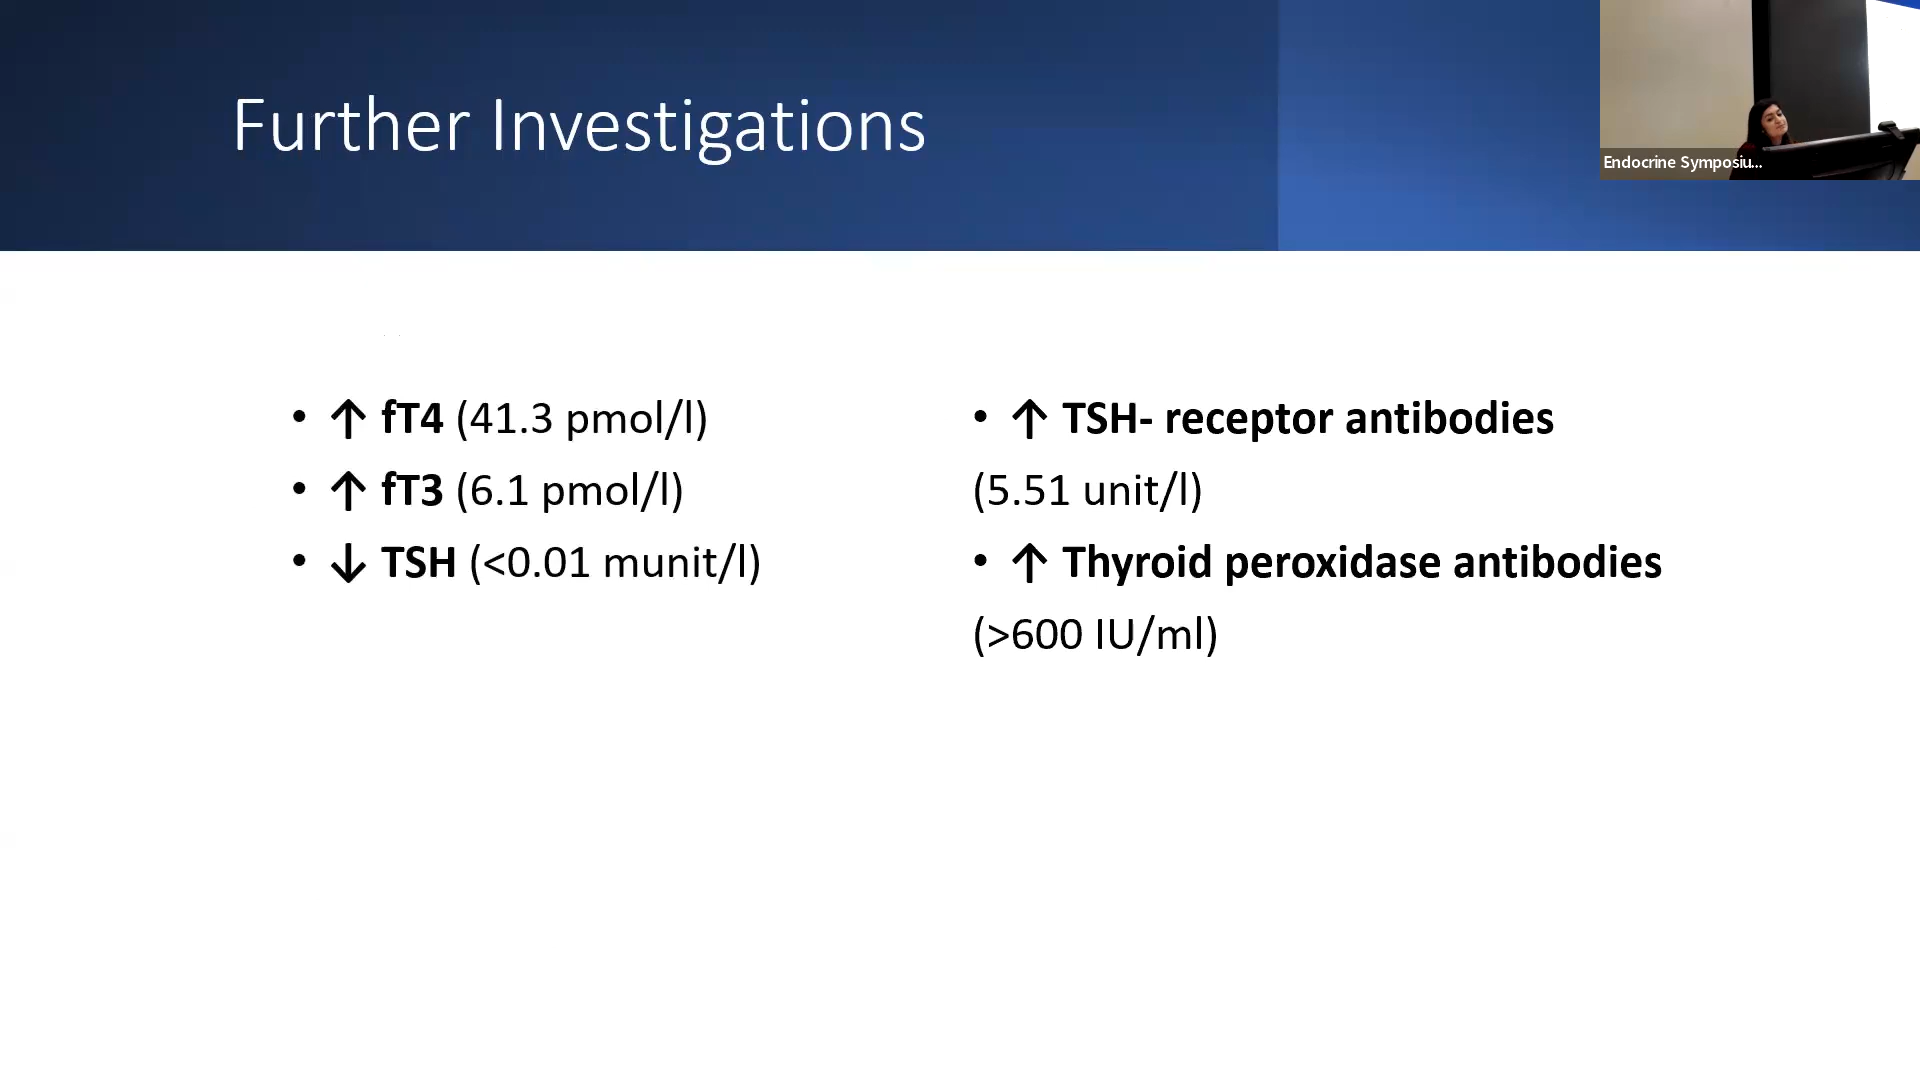 Further Investigations
Endocrine Symposiu...
• ↑ fT4 (41.3 pmol/l)
• ↑ fT3 (6.1 pmol/l)
• ↓ TSH (<0.01 munit/l)
• ↑ TSH- receptor antibodies
(5.51 unit/l)
• ↑ Thyroid peroxidase antibodies
(>600 IU/ml)